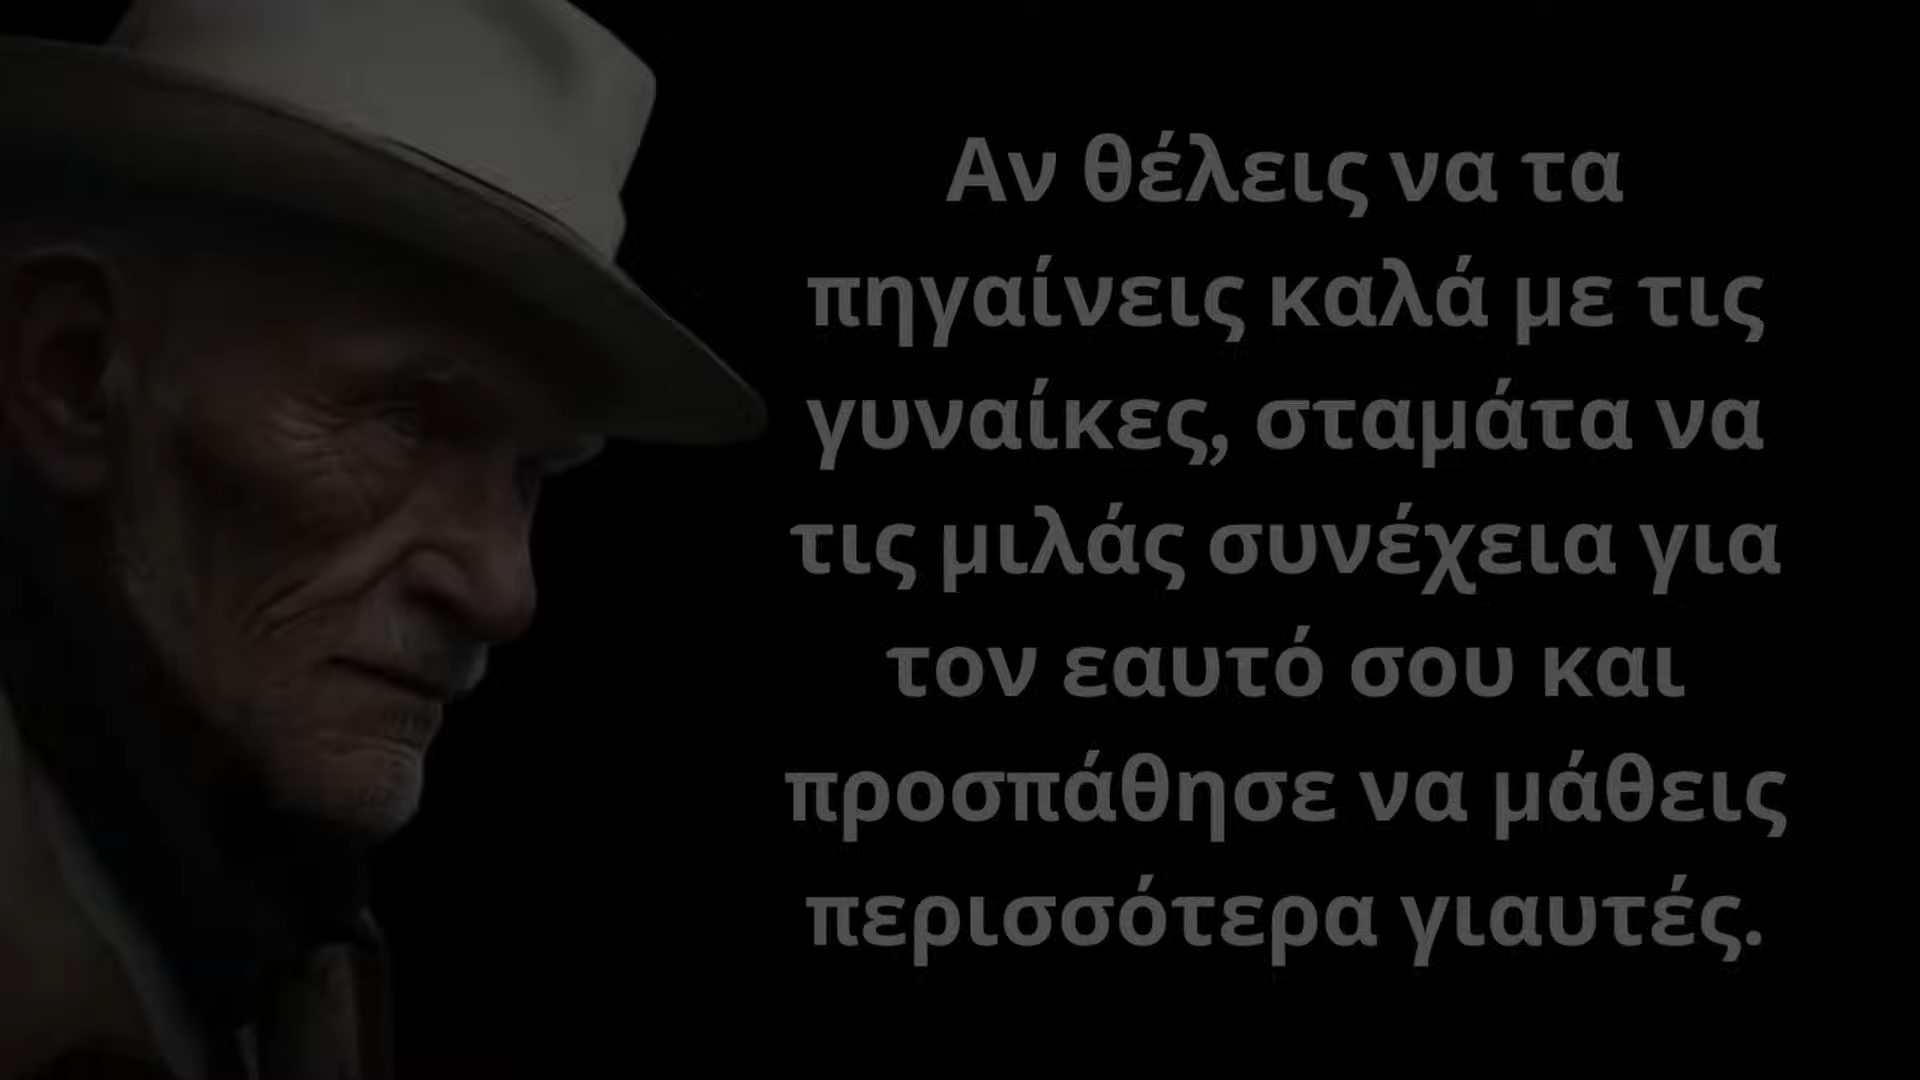 Αν θέλεις να τα
πηγαίνεις καλά με τις
γυναίκες, σταμάτα να
τις μιλάς συνέχεια για
τον εαυτό σου και
προσπάθησε να μάθεις
περισσότερα γιαυτές.